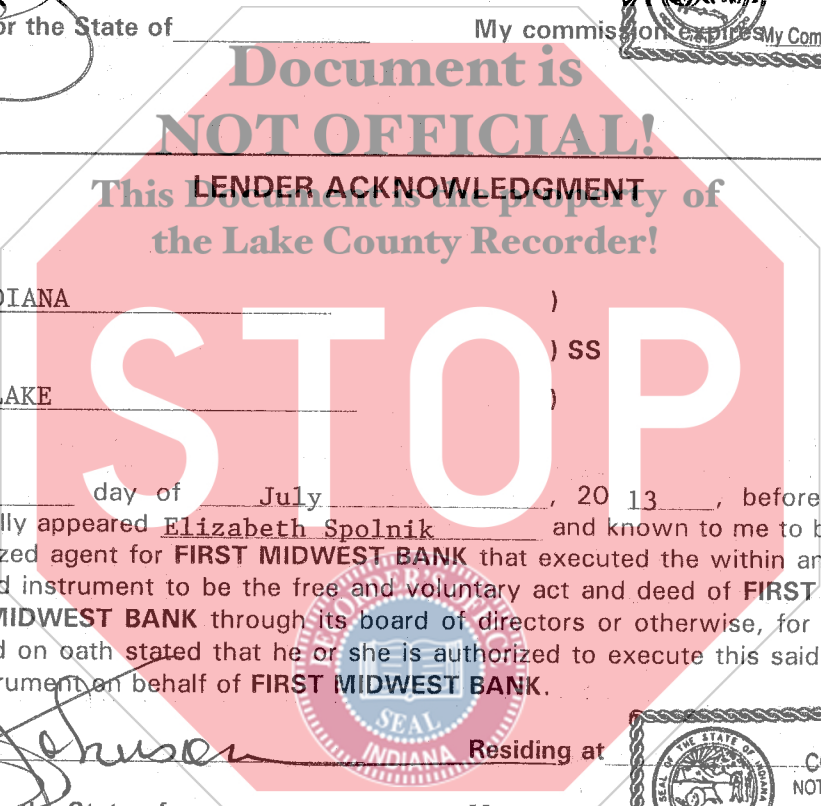 or the State of My commission expires My Com
Document is
NOT OFFICIAL!
LENDER ACKNOWLEDGMENT
This Document is the property of
the Lake County Recorder!
DIANA )
) SS
LAKE )
STOP
day of July , 20 13 , before
lly appeared Elizabeth Spolnik and known to me to b
zed agent for FIRST MIDWEST BANK that executed the within an
d instrument to be the free and voluntary act and deed of FIRST
MIDWEST BANK through its board of directors or otherwise, for
d on oath stated that he or she is authorized to execute this said
rument on behalf of FIRST MIDWEST BANK.
RECORDER'S OFFICE
SEAL
INDIANA
Johnson Residing at
SEAL OF THE STATE OF INDIANA
CO
NOT